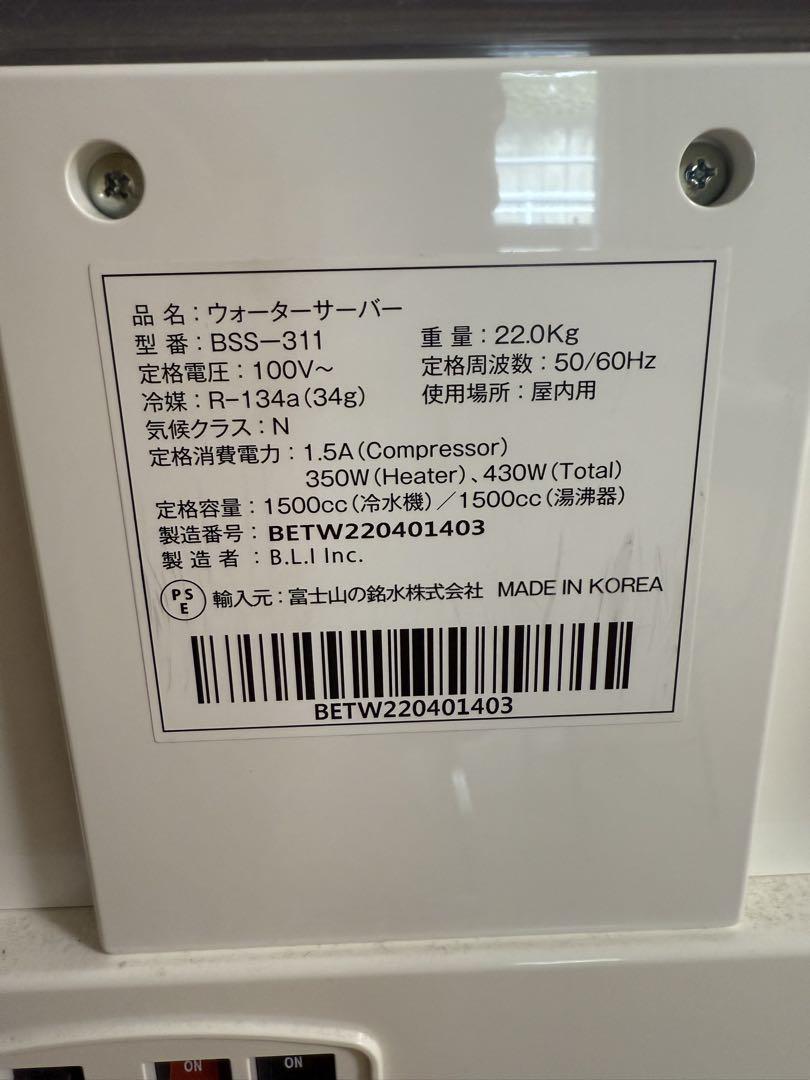 品名：ウォーターサーバー
型番：BSS-311 重量：22.0Kg
定格電圧：100V～ 定格周波数：50/60Hz
冷媒：R-134a(34g) 使用場所：屋内用
気候クラス：N
定格消費電力：1.5A(Compressor)
350W(Heater)、430W(Total)
定格容量：1500cc(冷水機)／1500cc(湯沸器)
製造番号：BETW220401403
製造者：B.L.I Inc.
PSE 輸入元：富士山の銘水株式会社 MADE IN KOREA
BETW220401403
ON ON